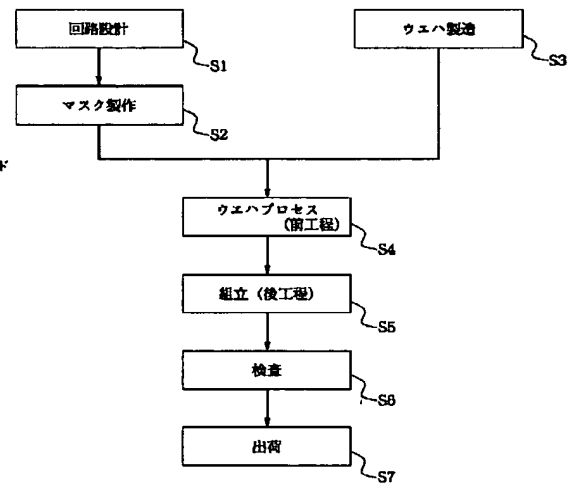 回路設計
S1
ウエハ製造
S3
マスク製作
S2
ド
ウエハプロセス
(前工程)
S4
組立(後工程)
S5
検査
S6
出荷
S7